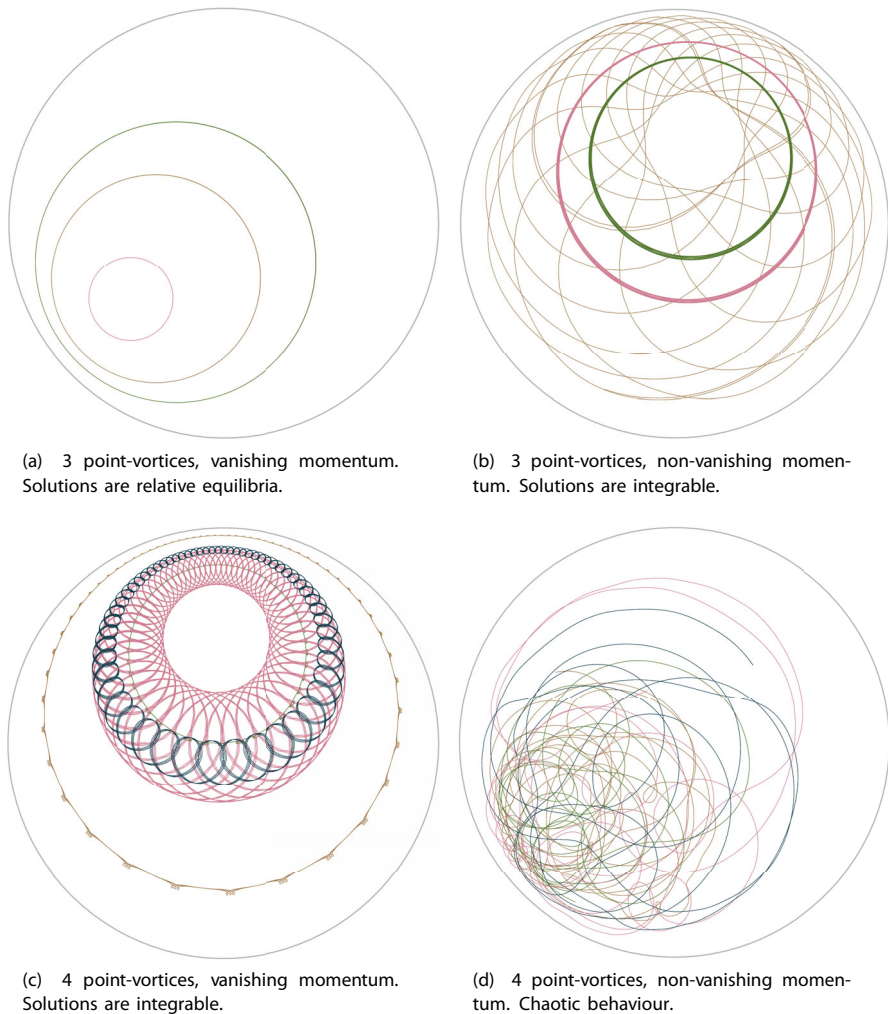 (a) 3 point-vortices, vanishing momentum.
Solutions are relative equilibria.
(b) 3 point-vortices, non-vanishing momen-
tum. Solutions are integrable.
(c) 4 point-vortices, vanishing momentum.
Solutions are integrable.
(d) 4 point-vortices, non-vanishing momen-
tum. Chaotic behaviour.